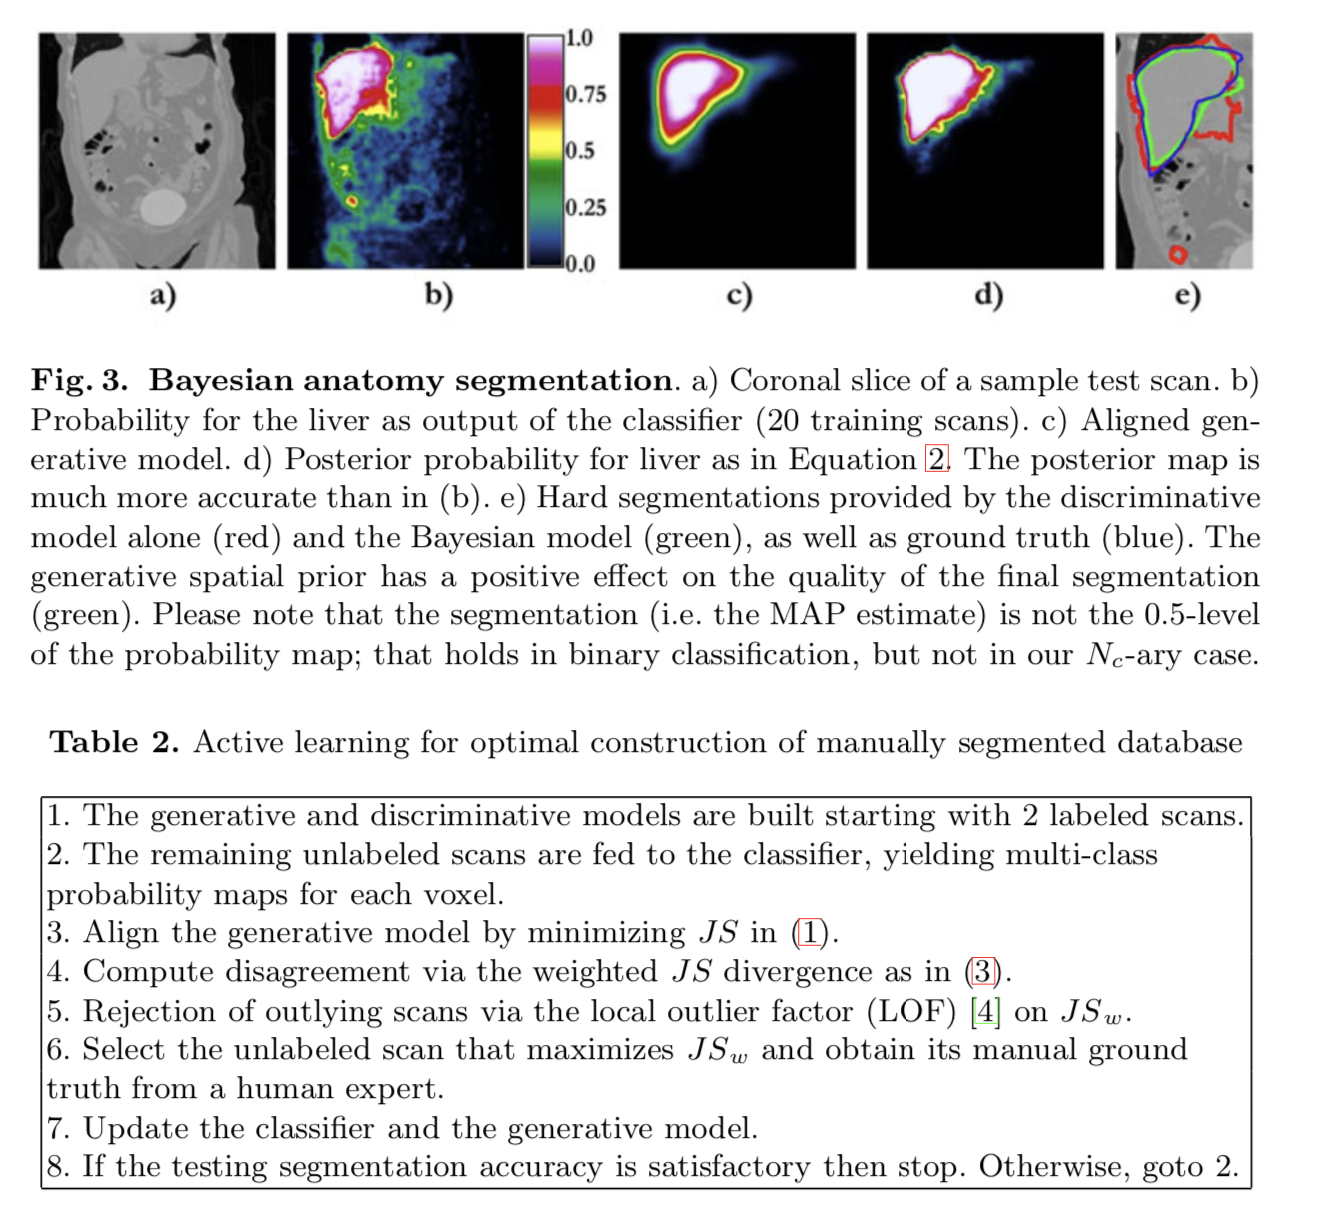 1.0
0.75
0.5
0.25
0.0
a) b) c) d) e)
Fig. 3. Bayesian anatomy segmentation. a) Coronal slice of a sample test scan. b)
Probability for the liver as output of the classifier (20 training scans). c) Aligned gen-
erative model. d) Posterior probability for liver as in Equation 2. The posterior map is
much more accurate than in (b). e) Hard segmentations provided by the discriminative
model alone (red) and the Bayesian model (green), as well as ground truth (blue). The
generative spatial prior has a positive effect on the quality of the final segmentation
(green). Please note that the segmentation (i.e. the MAP estimate) is not the 0.5-level
of the probability map; that holds in binary classification, but not in our N_c-ary case.
Table 2. Active learning for optimal construction of manually segmented database
1. The generative and discriminative models are built starting with 2 labeled scans.
2. The remaining unlabeled scans are fed to the classifier, yielding multi-class
probability maps for each voxel.
3. Align the generative model by minimizing JS in (1).
4. Compute disagreement via the weighted JS divergence as in (3).
5. Rejection of outlying scans via the local outlier factor (LOF) [4] on JS_w.
6. Select the unlabeled scan that maximizes JS_w and obtain its manual ground
truth from a human expert.
7. Update the classifier and the generative model.
8. If the testing segmentation accuracy is satisfactory then stop. Otherwise, goto 2.